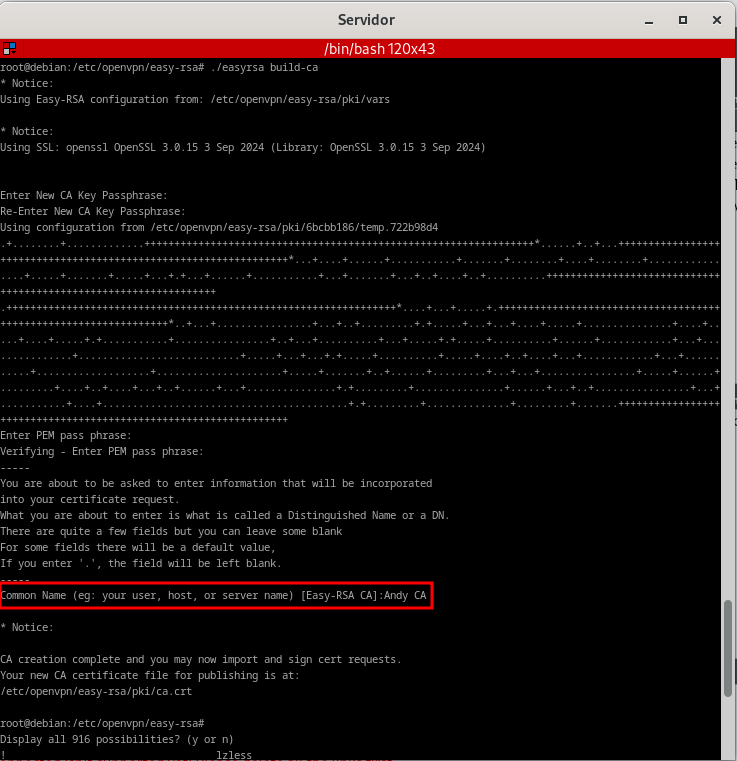 Servidor
/bin/bash 120x43
root@debian:/etc/openvpn/easy-rsa# ./easyrsa build-ca
* Notice:
Using Easy-RSA configuration from: /etc/openvpn/easy-rsa/pki/vars
* Notice:
Using SSL: openssl OpenSSL 3.0.15 3 Sep 2024 (Library: OpenSSL 3.0.15 3 Sep 2024)
Enter New CA Key Passphrase:
Re-Enter New CA Key Passphrase:
Using configuration from /etc/openvpn/easy-rsa/pki/6bcbb186/temp.722b98d4
Enter PEM pass phrase:
Verifying - Enter PEM pass phrase:
-----
You are about to be asked to enter information that will be incorporated
into your certificate request.
What you are about to enter is what is called a Distinguished Name or a DN.
There are quite a few fields but you can leave some blank
For some fields there will be a default value,
If you enter '.', the field will be left blank.
-----
Common Name (eg: your user, host, or server name) [Easy-RSA CA]:Andy CA
* Notice:
CA creation complete and you may now import and sign cert requests.
Your new CA certificate file for publishing is at:
/etc/openvpn/easy-rsa/pki/ca.crt
root@debian:/etc/openvpn/easy-rsa#
Display all 916 possibilities? (y or n)
! lzless